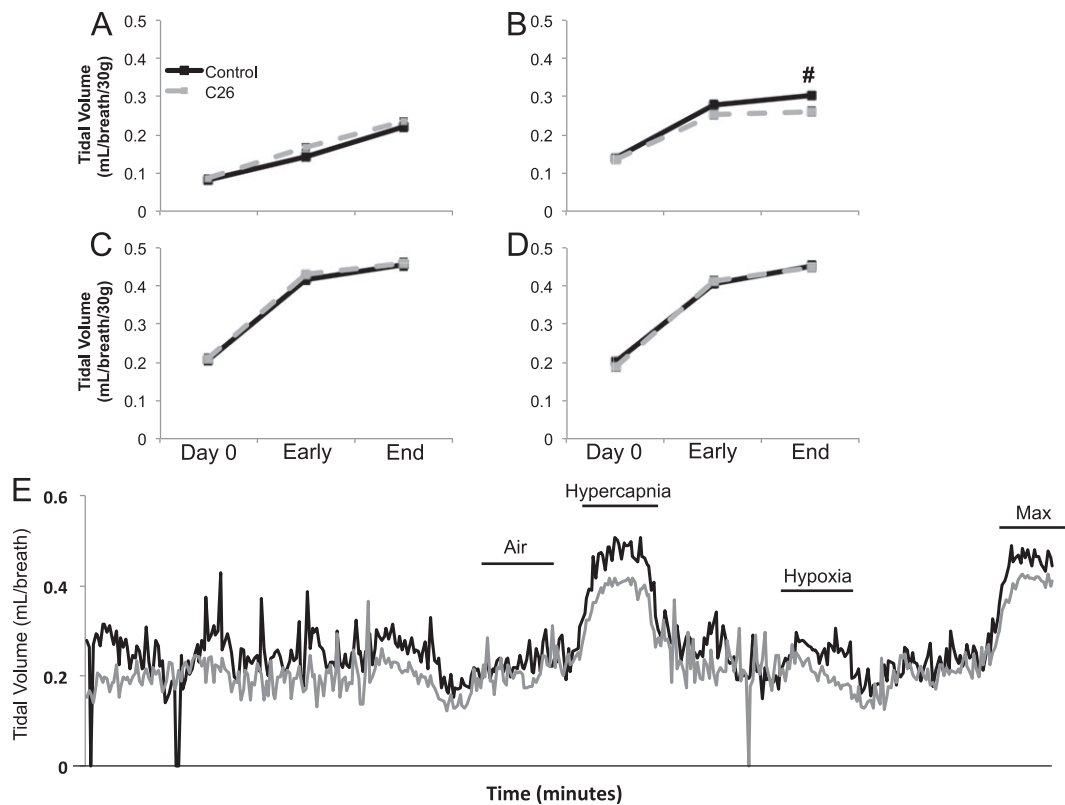 A
0.5
0.4
0.3
0.2
0.1
0
Tidal Volume
(mL/breath/30g)
Control
C26
B
0.5
0.4
0.3
0.2
0.1
0
#
C
0.5
0.4
0.3
0.2
0.1
0
Tidal Volume
(mL/breath/30g)
Day 0 Early End
D
0.5
0.4
0.3
0.2
0.1
0
Day 0 Early End
E
0.6
0.4
0.2
0
Tidal Volume (mL/breath)
Air
Hypercapnia
Hypoxia
Max
Time (minutes)